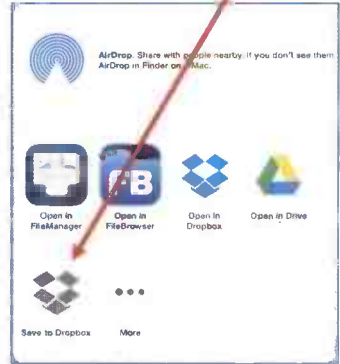 AirDrop. Share with people nearby. If you don't see them
AirDrop in Finder on Mac.
FB
Open in
FileManager
Open in
FileBrowser
Open in
Dropbox
Open in Drive
Save to Dropbox
More